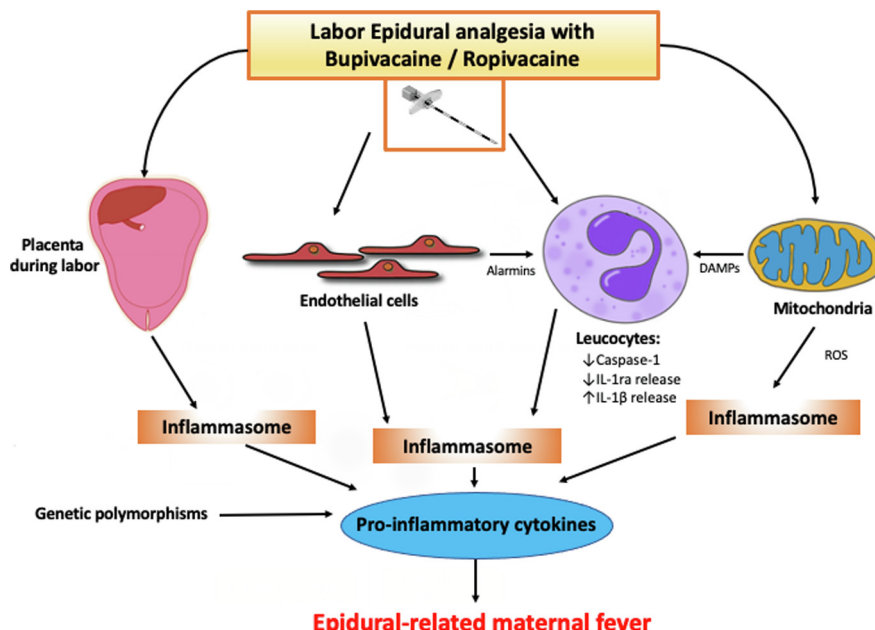 Labor Epidural analgesia with
Bupivacaine / Ropivacaine
Placenta
during labor
Endothelial cells
Alarmins
DAMPs
Mitochondria
Leucocytes:
↓Caspase-1
↓IL-1ra release
↑IL-1β release
ROS
Inflammasome
Inflammasome
Inflammasome
Genetic polymorphisms
Pro-inflammatory cytokines
Epidural-related maternal fever